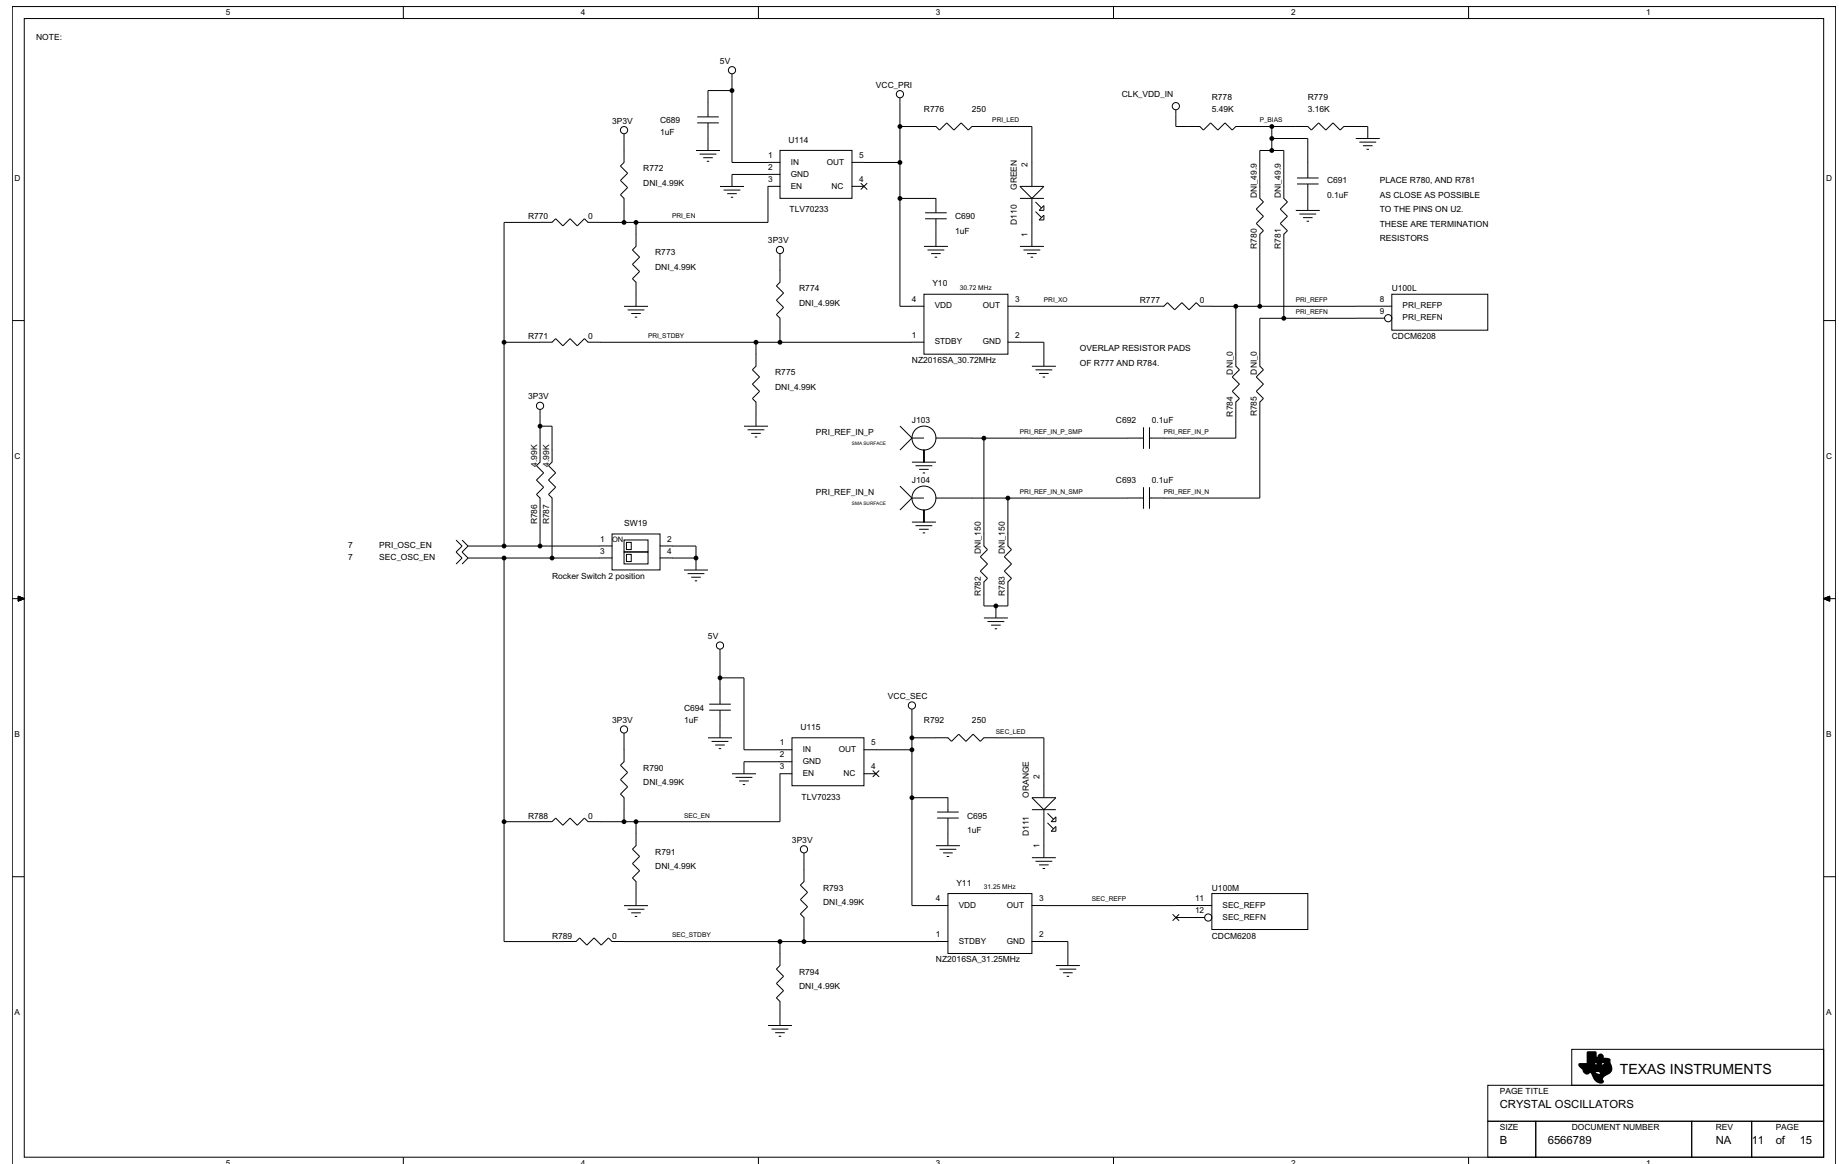 5 4 3 2 1
NOTE:
D
D
C
C
B
B
A
A
5V
C689
1uF
3P3V
R772
DNI_4.99K
R770 0
PRI_EN
R773
DNI_4.99K
U114
1 IN OUT 5
2 GND
3 EN NC 4
TLV70233
VCC_PRI
R776 250
PRI_LED
GREEN
2
D110
1
C690
1uF
3P3V
R774
DNI_4.99K
R771 0
PRI_STDBY
R775
DNI_4.99K
Y10 30.72 MHz
4 VDD OUT 3
1 STDBY GND 2
NZ2016SA_30.72MHz
PRI_XO
R777 0
OVERLAP RESISTOR PADS
OF R777 AND R784.
CLK_VDD_IN
R778
5.49K
P_BIAS
R779
3.16K
DNI_49.9
R780
DNI_49.9
R781
C691
0.1uF
PLACE R780, AND R781
AS CLOSE AS POSSIBLE
TO THE PINS ON U2.
THESE ARE TERMINATION
RESISTORS
PRI_REFP
PRI_REFN
U100L
8 PRI_REFP
9 PRI_REFN
CDCM6208
DNI_0
R784
DNI_0
R785
PRI_REF_IN_P
SMA SURFACE
J103
PRI_REF_IN_P_SMP
C692 0.1uF
PRI_REF_IN_P
PRI_REF_IN_N
SMA SURFACE
J104
PRI_REF_IN_N_SMP
C693 0.1uF
PRI_REF_IN_N
DNI_150
R782
DNI_150
R783
3P3V
4.99K
R786
4.99K
R787
7 PRI_OSC_EN
7 SEC_OSC_EN
SW19
1 ON 2
3 4
Rocker Switch 2 position
5V
C694
1uF
3P3V
R790
DNI_4.99K
R788 0
SEC_EN
R791
DNI_4.99K
U115
1 IN OUT 5
2 GND
3 EN NC 4
TLV70233
VCC_SEC
R792 250
SEC_LED
ORANGE
2
D111
1
C695
1uF
3P3V
R793
DNI_4.99K
R789 0
SEC_STDBY
R794
DNI_4.99K
Y11 31.25 MHz
4 VDD OUT 3
1 STDBY GND 2
NZ2016SA_31.25MHz
SEC_REFP
U100M
11 SEC_REFP
12 SEC_REFN
CDCM6208
TEXAS INSTRUMENTS
PAGE TITLE
CRYSTAL OSCILLATORS
SIZE DOCUMENT NUMBER REV PAGE
B 6566789 NA 11 of 15
5 4 3 2 1